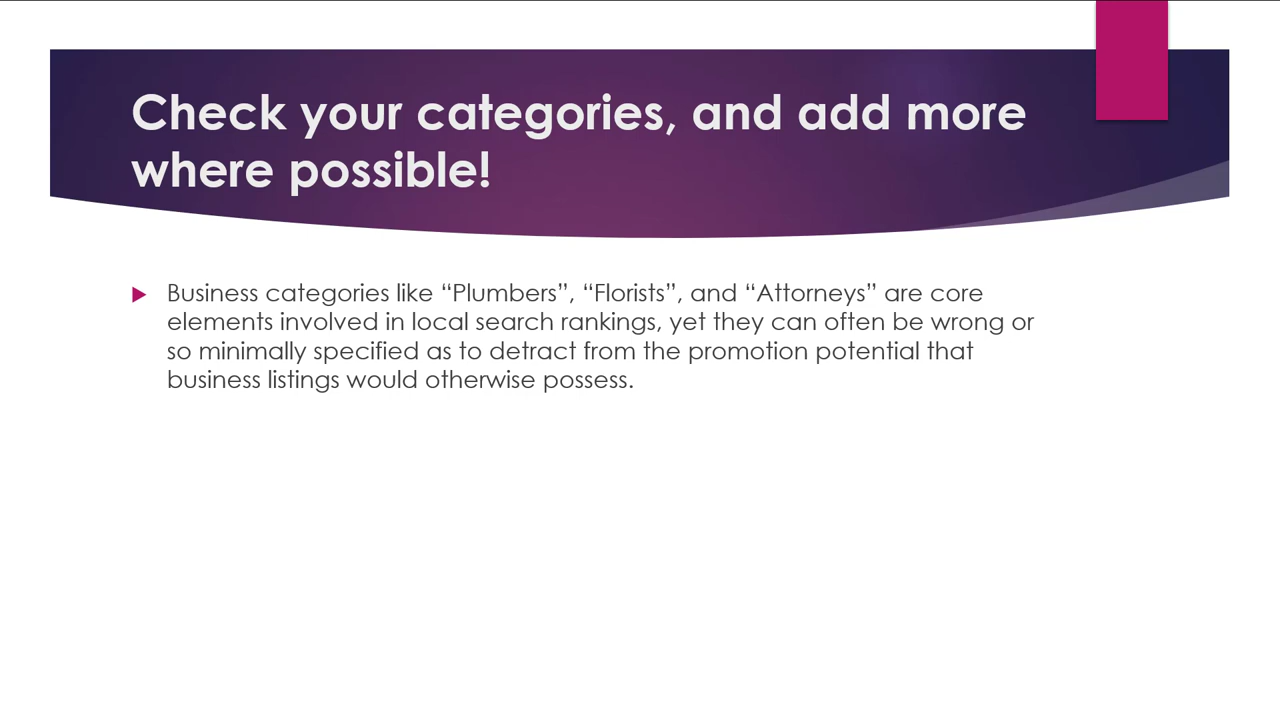 Check your categories, and add more
where possible!
Business categories like “Plumbers”, “Florists”, and “Attorneys” are core
elements involved in local search rankings, yet they can often be wrong or
so minimally specified as to detract from the promotion potential that
business listings would otherwise possess.